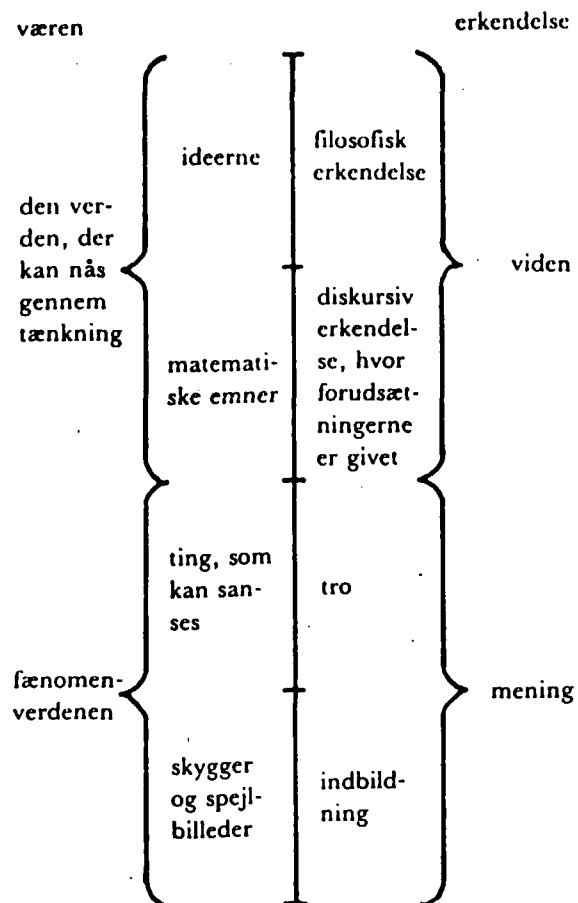 væren
erkendelse
ideerne
filosofisk
erkendelse
den ver-
den, der
kan nås
gennem
tænkning
viden
matemati-
ske emner
diskursiv
erkendel-
se, hvor
forudsæt-
ningerne
er givet
ting, som
kan san-
ses
tro
fænomen-
verdenen
mening
skygger
og spejl-
billeder
indbild-
ning